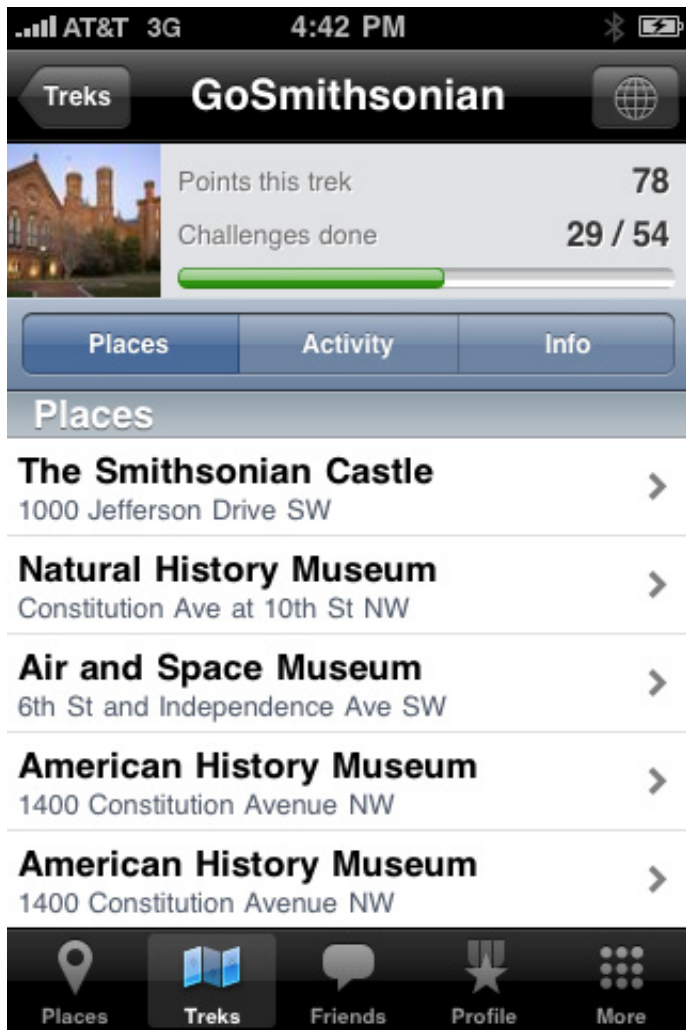 AT&T 3G 4:42 PM
Treks GoSmithsonian
Points this trek 78
Challenges done 29 / 54
Places Activity Info
Places
The Smithsonian Castle
1000 Jefferson Drive SW
Natural History Museum
Constitution Ave at 10th St NW
Air and Space Museum
6th St and Independence Ave SW
American History Museum
1400 Constitution Avenue NW
American History Museum
1400 Constitution Avenue NW
Places Treks Friends Profile More